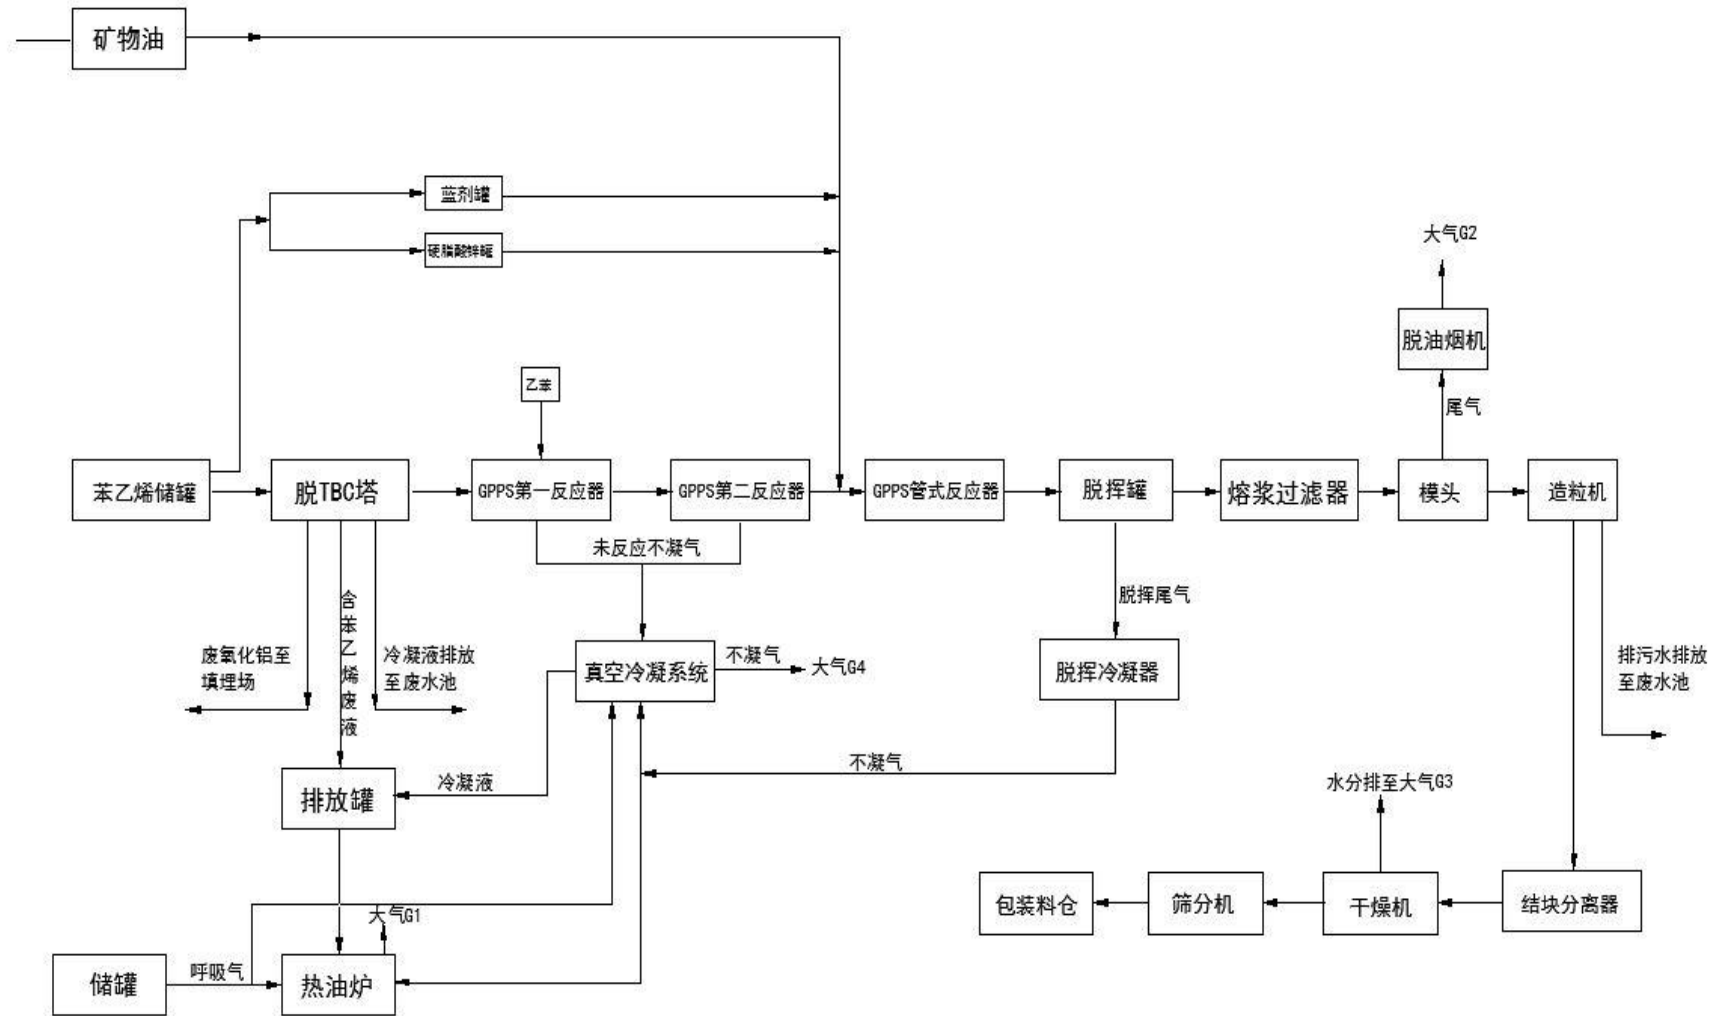 矿物油
蓝剂罐
硬脂酸锌罐
大气G2
脱油烟机
尾气
乙苯
苯乙烯储罐
脱TBC塔
GPPS第一反应器
GPPS第二反应器
GPPS管式反应器
脱挥罐
熔浆过滤器
模头
造粒机
未反应不凝气
脱挥尾气
含苯乙烯废液
废氧化铝至
填埋场
冷凝液排放
至废水池
真空冷凝系统
不凝气
大气G4
脱挥冷凝器
排污水排放
至废水池
不凝气
冷凝液
排放罐
水分排至大气G3
包装料仓
筛分机
干燥机
结块分离器
大气G1
储罐
呼吸气
热油炉